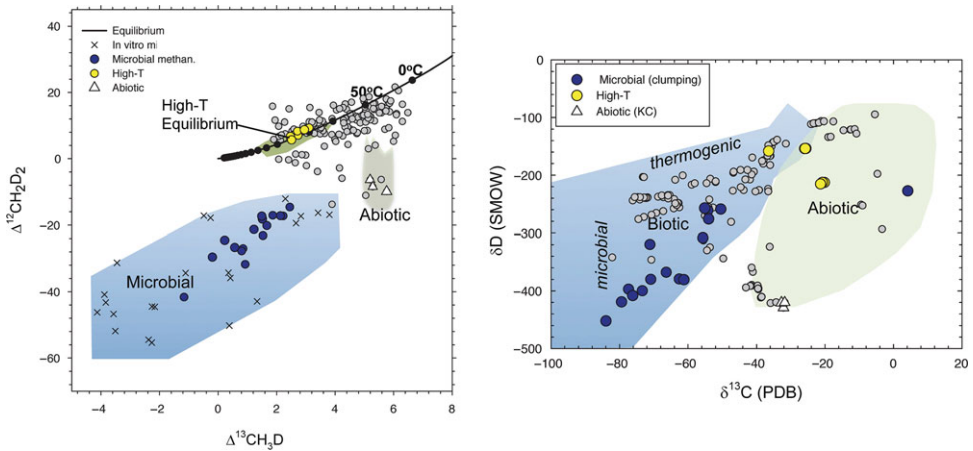 40
20
0
−20
−40
−60
−4
−2
0
2
4
6
8
Δ¹²CH₂D₂
Δ¹³CH₃D
Equilibrium
In vitro mi
Microbial methan.
High-T
Abiotic
0°C
50°C
High-T
Equilibrium
Abiotic
Microbial
0
−100
−200
−300
−400
−500
−100
−80
−60
−40
−20
0
20
δD (SMOW)
δ¹³C (PDB)
Microbial (clumping)
High-T
Abiotic (KC)
thermogenic
microbial
Biotic
Abiotic